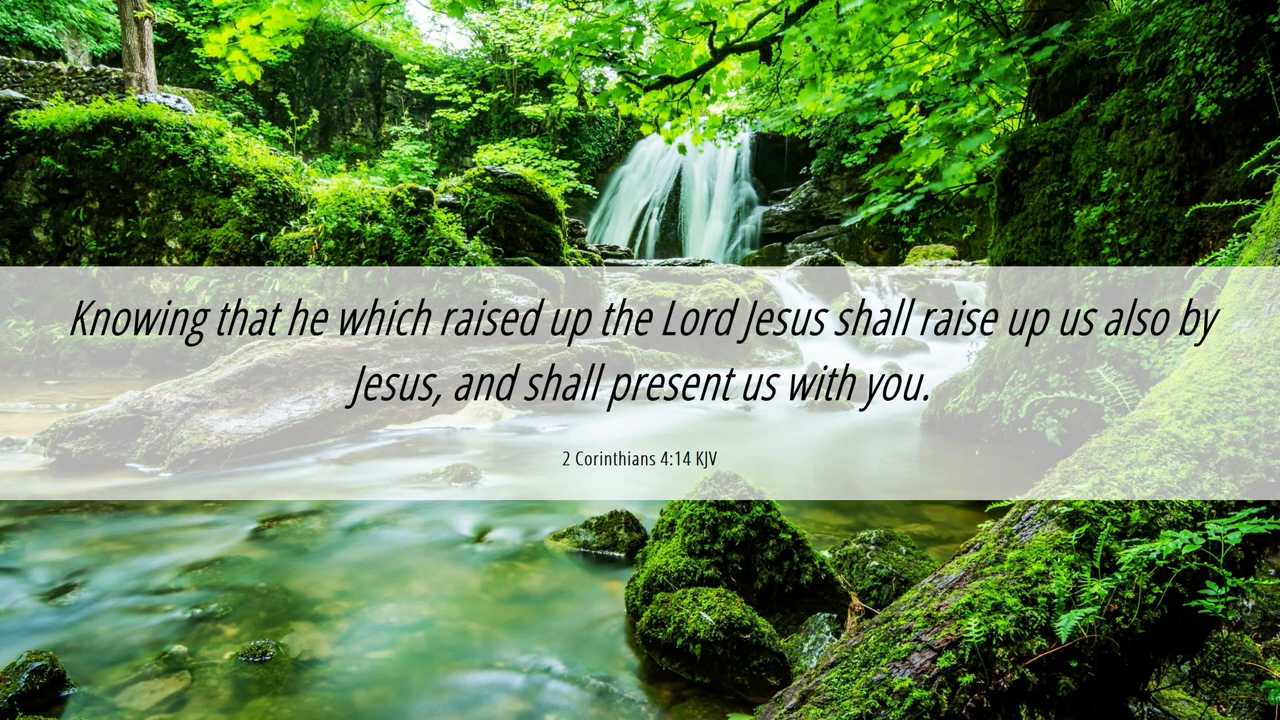 Knowing that he which raised up the Lord Jesus shall raise up us also by
Jesus, and shall present us with you.
2 Corinthians 4:14 KJV